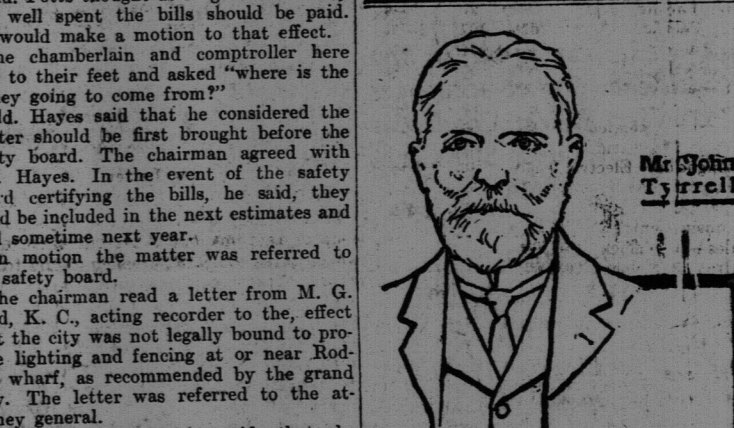 well spent the bills should be paid.
would make a motion to that effect.
chamberlain and comptroller here
to their feet and asked "where is the
ey going to come from?"
ld. Hayes said that he considered the
ter should be first brought before the
ty board. The chairman agreed with
Hayes. In the event of the safety
rd certifying the bills, he said, they
d be included in the next estimates and
sometime next year.
n motion the matter was referred to
safety board.
he chairman read a letter from M. G.
d, K. C., acting recorder to the, effect
t the city was not legally bound to pro-
e lighting and fencing at or near Rod-
wharf, as recommended by the grand
y. The letter was referred to the at-
ney general.
Mr. John
Tyrrell